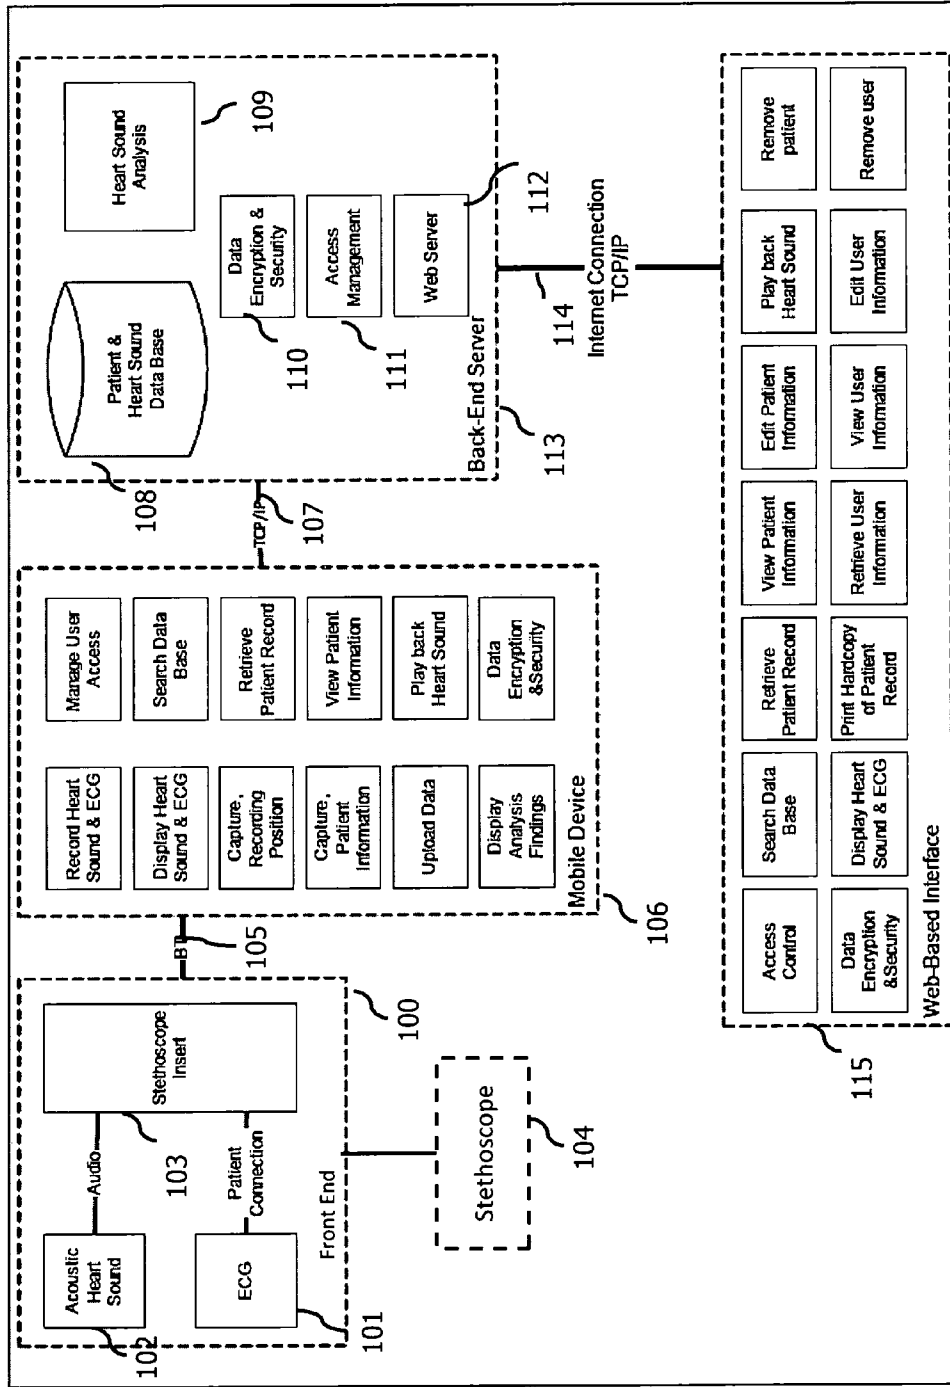 Acoustic
Heart
Sound
102
Audio
103
ECG
101
Patient
Connection
Stethoscope
Insert
Front End
100
Stethoscope
104
BT
105
Record Heart
Sound & ECG
Manage User
Access
Display Heart
Sound & ECG
Search Data
Base
Capture,
Recording
Position
Retrieve
Patient Record
Capture,
Patient
Information
View Patient
Information
Upload Data
Play back
Heart Sound
Display
Analysis
Findings
Data
Encryption
&Security
Mobile Device
106
TCP/IP
107
Patient &
Heart Sound
Data Base
108
Heart Sound
Analysis
109
Data
Encryption &
Security
110
Access
Management
111
Web Server
112
Back-End Server
113
114
Internet Connection
TCP/IP
Access
Control
Search Data
Base
Retrieve
Patient Record
View Patient
Information
Edit Patient
Information
Play back
Heart Sound
Remove
patient
Data
Encryption
&Security
Display Heart
Sound & ECG
Print Hardcopy
of Patient
Record
Retrieve User
Information
View User
Information
Edit User
Information
Remove user
Web-Based Interface
115